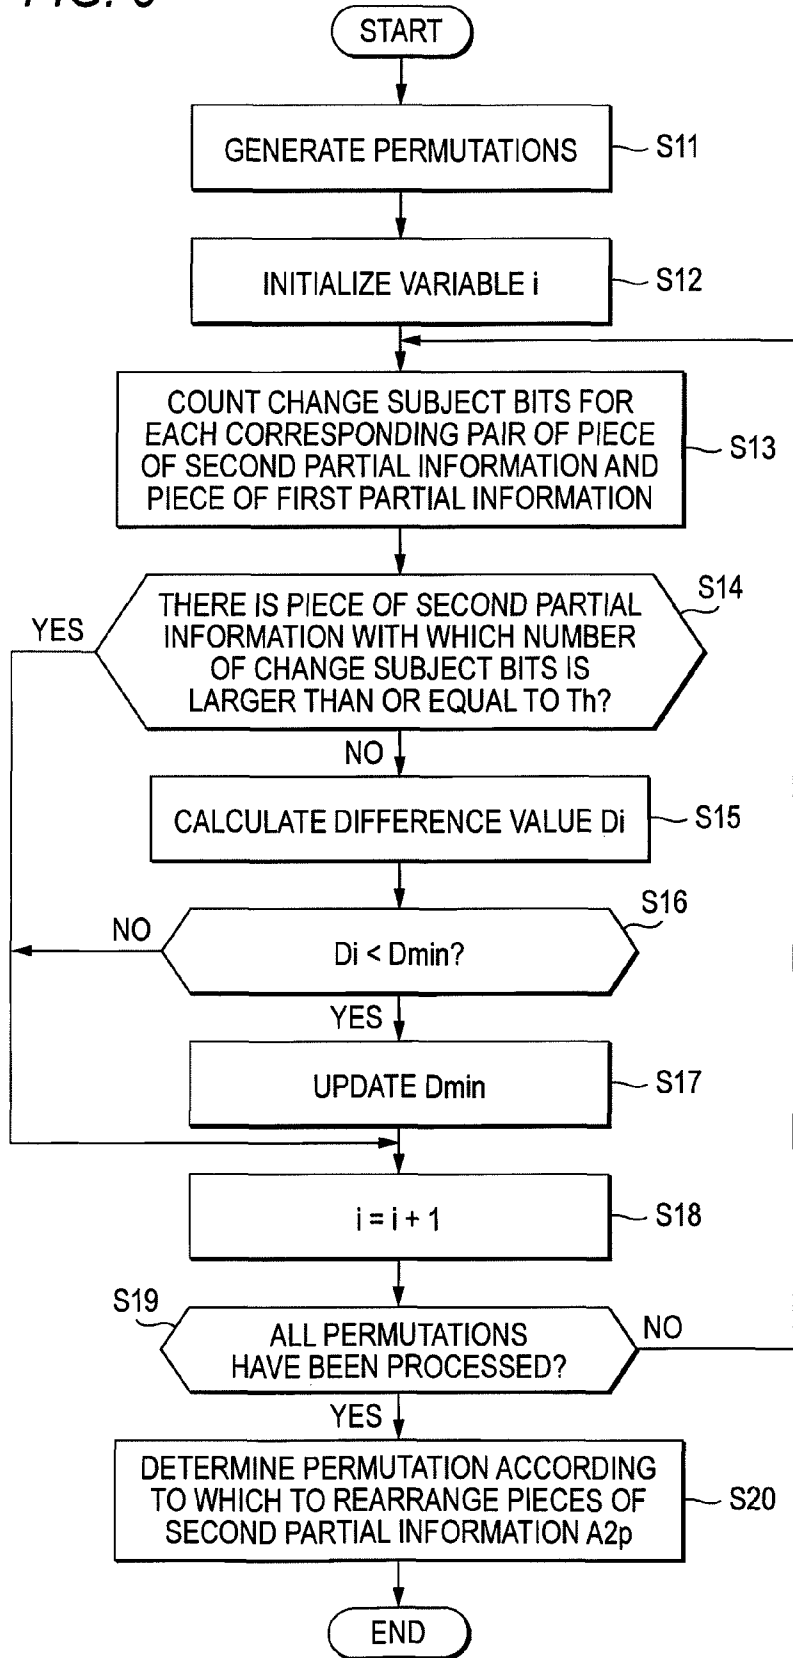 START
GENERATE PERMUTATIONS
S11
INITIALIZE VARIABLE i
S12
COUNT CHANGE SUBJECT BITS FOR
EACH CORRESPONDING PAIR OF PIECE
OF SECOND PARTIAL INFORMATION AND
PIECE OF FIRST PARTIAL INFORMATION
S13
THERE IS PIECE OF SECOND PARTIAL
INFORMATION WITH WHICH NUMBER
OF CHANGE SUBJECT BITS IS
LARGER THAN OR EQUAL TO Th?
S14
YES
NO
CALCULATE DIFFERENCE VALUE Di
S15
Di < Dmin?
S16
NO
YES
UPDATE Dmin
S17
i = i + 1
S18
S19
ALL PERMUTATIONS
HAVE BEEN PROCESSED?
NO
YES
DETERMINE PERMUTATION ACCORDING
TO WHICH TO REARRANGE PIECES OF
SECOND PARTIAL INFORMATION A2p
S20
END